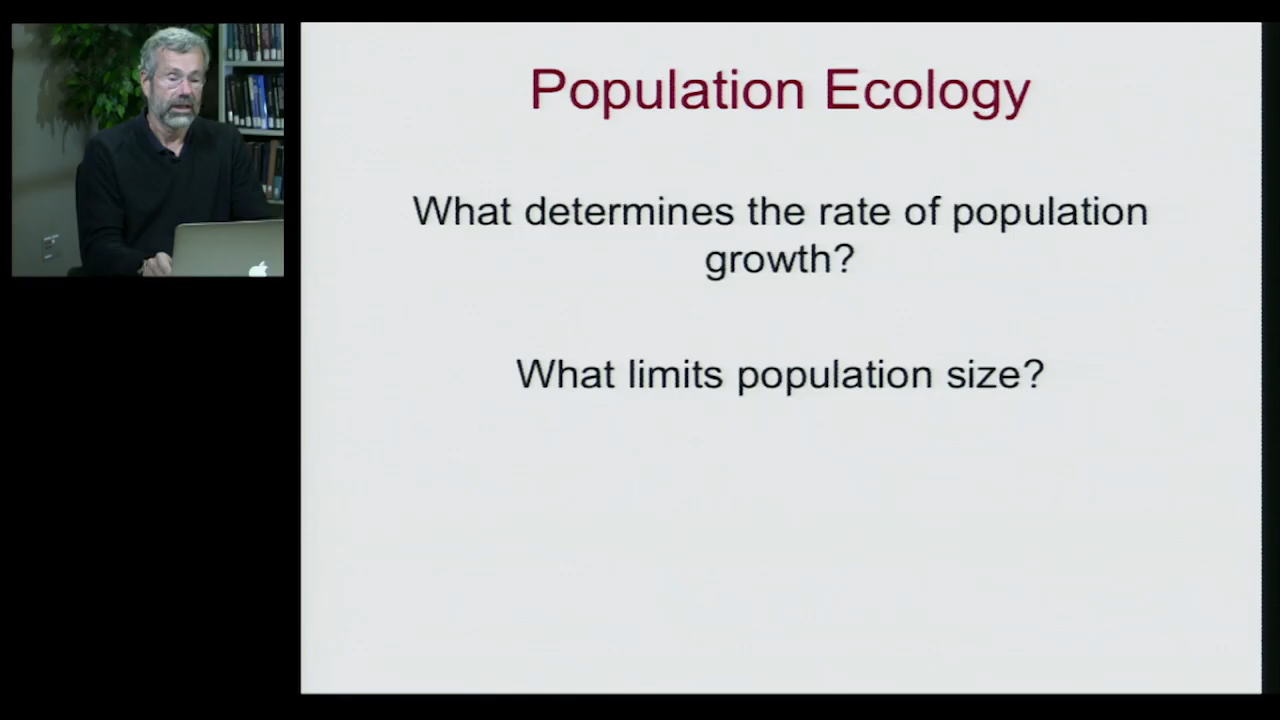 Population Ecology
What determines the rate of population
growth?
What limits population size?